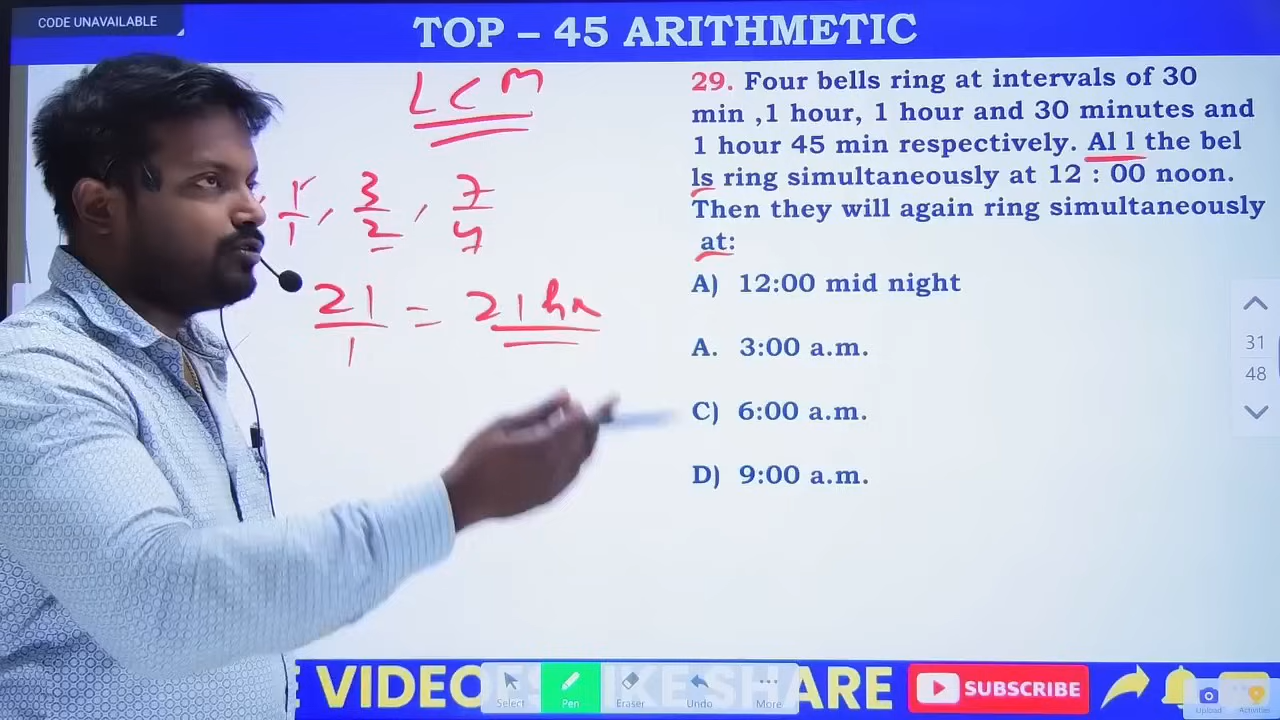 CODE UNAVAILABLE
TOP – 45 ARITHMETIC
LCM
1/1, 3/2, 7/4
21/1 = 21 hr
29. Four bells ring at intervals of 30
min ,1 hour, 1 hour and 30 minutes and
1 hour 45 min respectively. Al l the bel
ls ring simultaneously at 12 : 00 noon.
Then they will again ring simultaneously
at:
A) 12:00 mid night
A. 3:00 a.m.
C) 6:00 a.m.
D) 9:00 a.m.
31
48
SUBSCRIBE
Select
Pen
Eraser
Undo
More
Upload
Activities